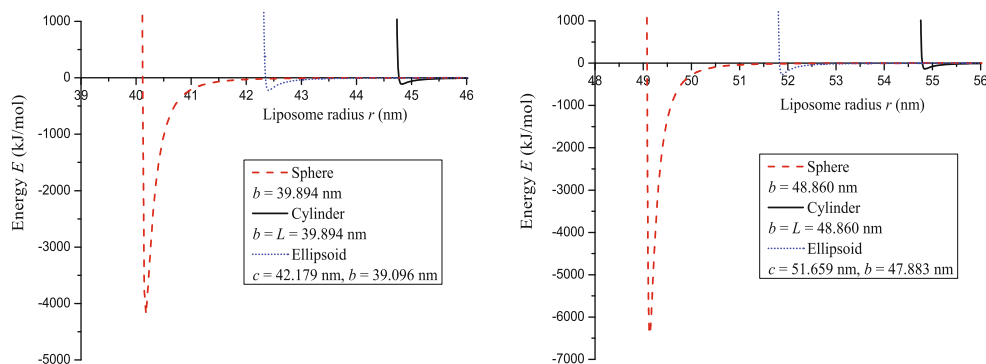 1000
0
-1000
-2000
-3000
-4000
-5000
39 40 41 42 43 44 45 46
Energy E (kJ/mol)
Liposome radius r (nm)
Sphere
b = 39.894 nm
Cylinder
b = L = 39.894 nm
Ellipsoid
c = 42.179 nm, b = 39.096 nm
1000
0
-1000
-2000
-3000
-4000
-5000
-6000
-7000
48 49 50 51 52 53 54 55 56
Energy E (kJ/mol)
Liposome radius r (nm)
Sphere
b = 48.860 nm
Cylinder
b = L = 48.860 nm
Ellipsoid
c = 51.659 nm, b = 47.883 nm